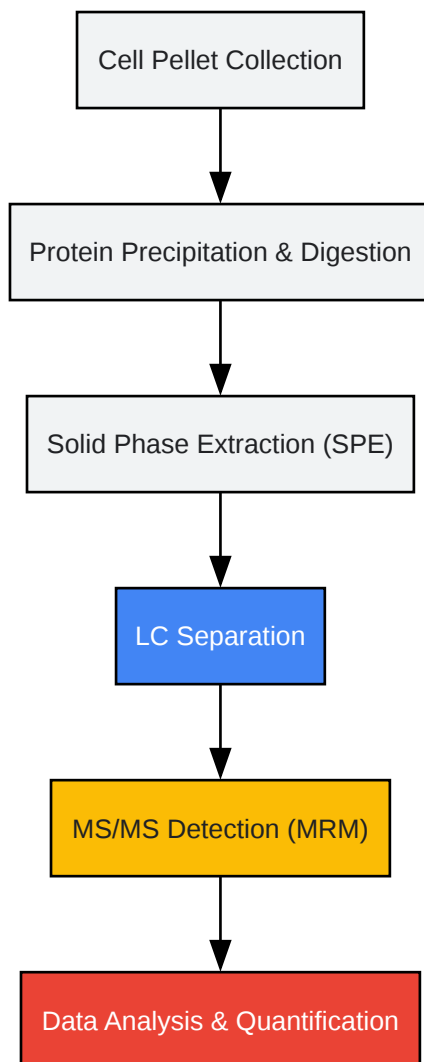 Cell Pellet Collection
Protein Precipitation & Digestion
Solid Phase Extraction (SPE)
LC Separation
MS/MS Detection (MRM)
Data Analysis & Quantification